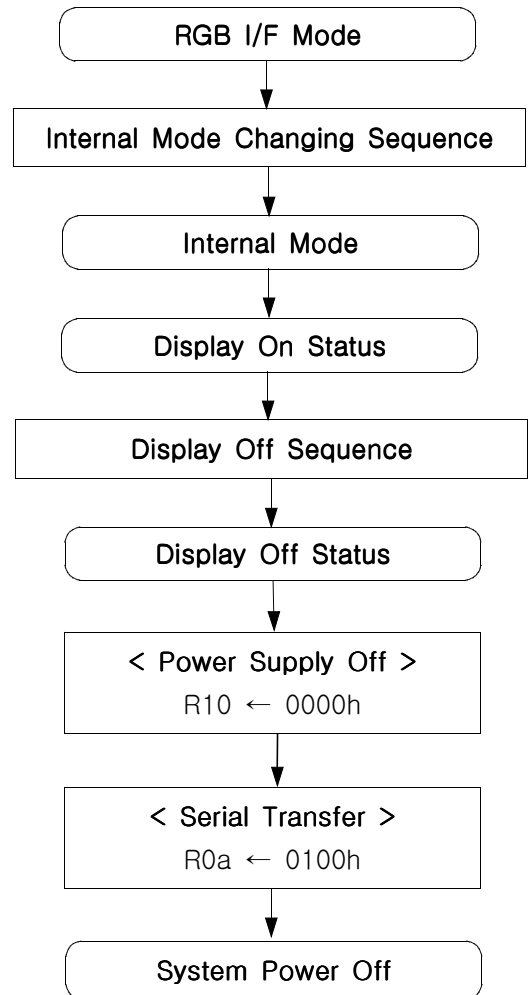 RGB I/F Mode
Internal Mode Changing Sequence
Internal Mode
Display On Status
Display Off Sequence
Display Off Status
< Power Supply Off >
R10 ← 0000h
< Serial Transfer >
R0a ← 0100h
System Power Off